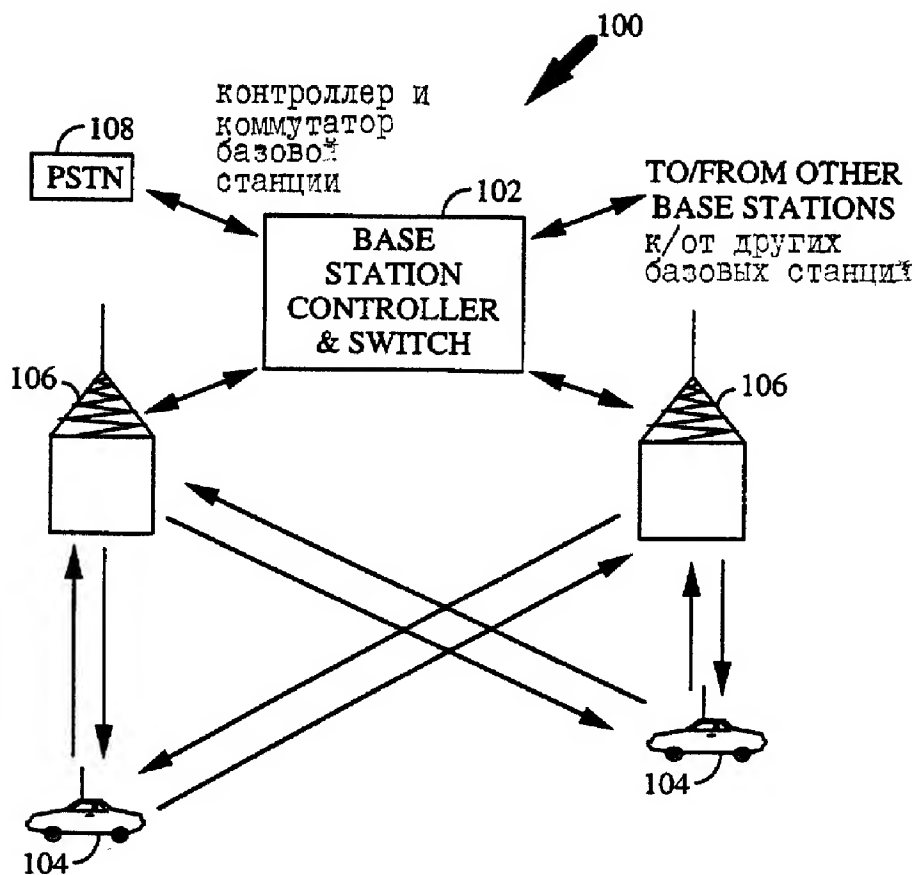 100
контроллер и
коммутатор
базовой
станции
108
PSTN
102
BASE
STATION
CONTROLLER
& SWITCH
TO/FROM OTHER
BASE STATIONS
к/от других
базовых станций
106
106
104
104